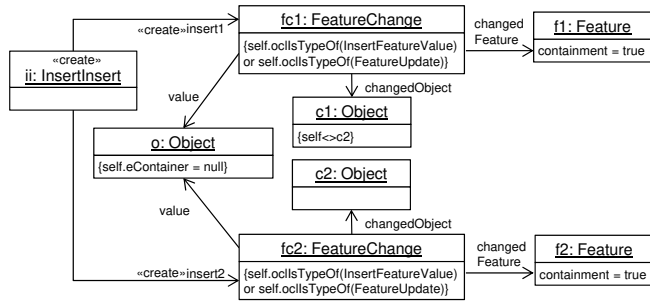 «create»
ii: InsertInsert
«create»insert1
fc1: FeatureChange
{self.oclIsTypeOf(InsertFeatureValue)
or self.oclIsTypeOf(FeatureUpdate)}
changed
Feature
f1: Feature
containment = true
value
changedObject
c1: Object
{self<>c2}
o: Object
{self.eContainer = null}
c2: Object
value
changedObject
«create»insert2
fc2: FeatureChange
{self.oclIsTypeOf(InsertFeatureValue)
or self.oclIsTypeOf(FeatureUpdate)}
changed
Feature
f2: Feature
containment = true